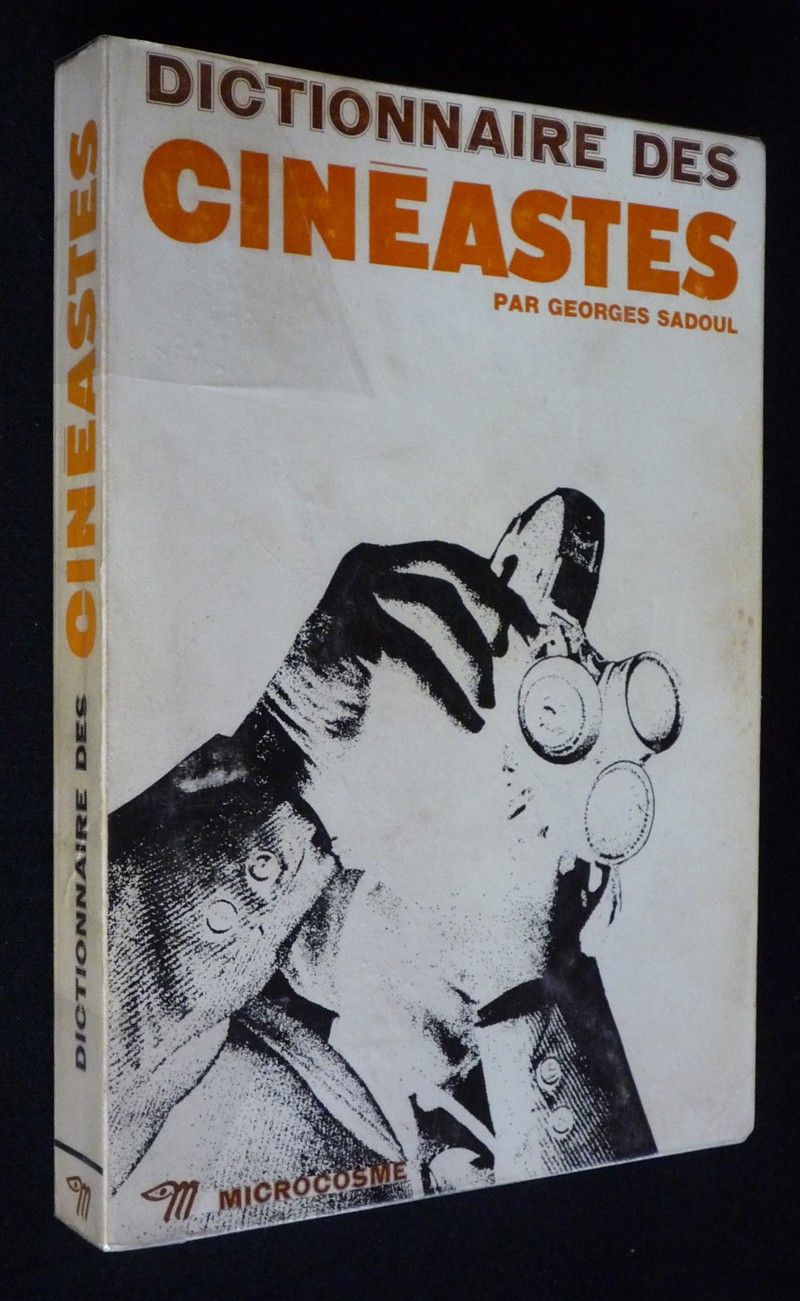 DICTIONNAIRE DES
CINÉASTES
PAR GEORGES SADOUL
DICTIONNAIRE DES CINÉASTES
M
M MICROCOSME